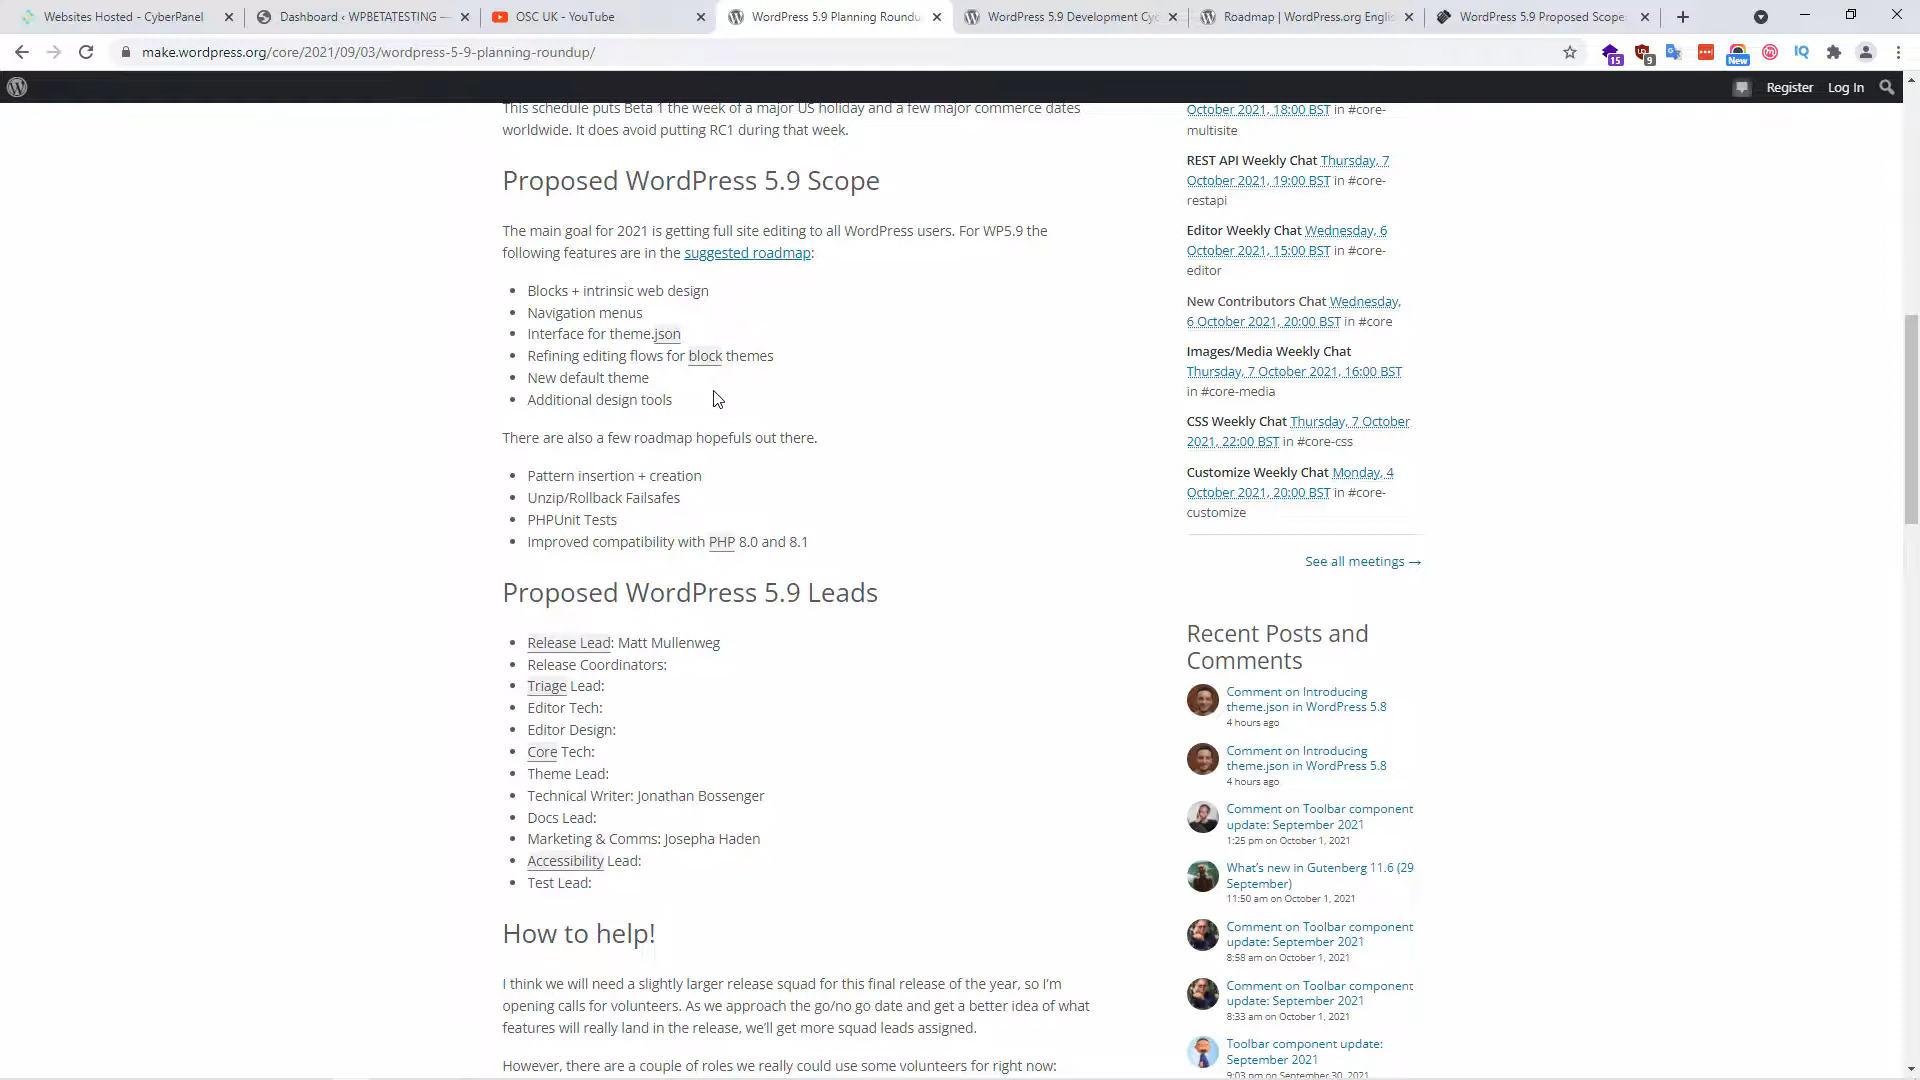 Websites Hosted - CyberPanel
Dashboard ‹ WPBETATESTING —
OSC UK - YouTube
WordPress 5.9 Planning Roundu
WordPress 5.9 Development Cyc
Roadmap | WordPress.org Englis
WordPress 5.9 Proposed Scope
make.wordpress.org/core/2021/09/03/wordpress-5-9-planning-roundup/
15
9
New
IQ
Register
Log In
This schedule puts Beta 1 the week of a major US holiday and a few major commerce dates
worldwide. It does avoid putting RC1 during that week.
Proposed WordPress 5.9 Scope
The main goal for 2021 is getting full site editing to all WordPress users. For WP5.9 the
following features are in the suggested roadmap:
• Blocks + intrinsic web design
• Navigation menus
• Interface for theme.json
• Refining editing flows for block themes
• New default theme
• Additional design tools
There are also a few roadmap hopefuls out there.
• Pattern insertion + creation
• Unzip/Rollback Failsafes
• PHPUnit Tests
• Improved compatibility with PHP 8.0 and 8.1
Proposed WordPress 5.9 Leads
• Release Lead: Matt Mullenweg
• Release Coordinators:
• Triage Lead:
• Editor Tech:
• Editor Design:
• Core Tech:
• Theme Lead:
• Technical Writer: Jonathan Bossenger
• Docs Lead:
• Marketing & Comms: Josepha Haden
• Accessibility Lead:
• Test Lead:
How to help!
I think we will need a slightly larger release squad for this final release of the year, so I'm
opening calls for volunteers. As we approach the go/no go date and get a better idea of what
features will really land in the release, we'll get more squad leads assigned.
However, there are a couple of roles we really could use some volunteers for right now:
October 2021, 18:00 BST in #core-
multisite
REST API Weekly Chat Thursday, 7
October 2021, 19:00 BST in #core-
restapi
Editor Weekly Chat Wednesday, 6
October 2021, 15:00 BST in #core-
editor
New Contributors Chat Wednesday,
6 October 2021, 20:00 BST in #core
Images/Media Weekly Chat
Thursday, 7 October 2021, 16:00 BST
in #core-media
CSS Weekly Chat Thursday, 7 October
2021, 22:00 BST in #core-css
Customize Weekly Chat Monday, 4
October 2021, 20:00 BST in #core-
customize
See all meetings →
Recent Posts and
Comments
Comment on Introducing
theme.json in WordPress 5.8
4 hours ago
Comment on Introducing
theme.json in WordPress 5.8
4 hours ago
Comment on Toolbar component
update: September 2021
1:25 pm on October 1, 2021
What's new in Gutenberg 11.6 (29
September)
11:50 am on October 1, 2021
Comment on Toolbar component
update: September 2021
8:58 am on October 1, 2021
Comment on Toolbar component
update: September 2021
8:33 am on October 1, 2021
Toolbar component update:
September 2021
9:03 pm on September 30, 2021